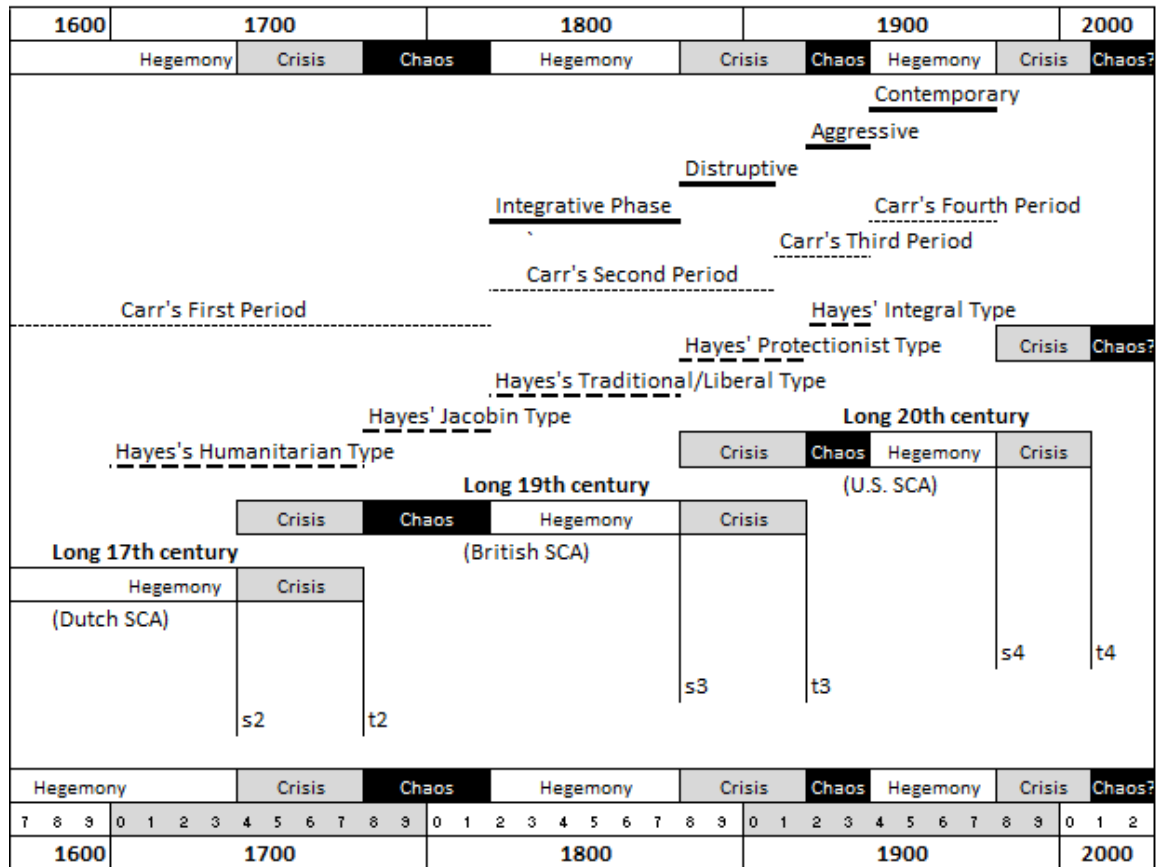 1600 1700 1800 1900 2000
Hegemony Crisis Chaos Hegemony Crisis Chaos Hegemony Crisis Chaos?
Contemporary
Aggressive
Distruptive
Integrative Phase Carr's Fourth Period
Carr's Third Period
Carr's Second Period
Carr's First Period Hayes' Integral Type
Hayes' Protectionist Type Crisis Chaos?
Hayes's Traditional/Liberal Type
Hayes' Jacobin Type Long 20th century
Hayes's Humanitarian Type Crisis Chaos Hegemony Crisis
Long 19th century (U.S. SCA)
Crisis Chaos Hegemony Crisis
Long 17th century (British SCA)
Hegemony Crisis
(Dutch SCA)
s4 t4
s3 t3
s2 t2
Hegemony Crisis Chaos Hegemony Crisis Chaos Hegemony Crisis Chaos?
7 8 9 0 1 2 3 4 5 6 7 8 9 0 1 2 3 4 5 6 7 8 9 0 1 2 3 4 5 6 7 8 9 0 1 2
1600 1700 1800 1900 2000